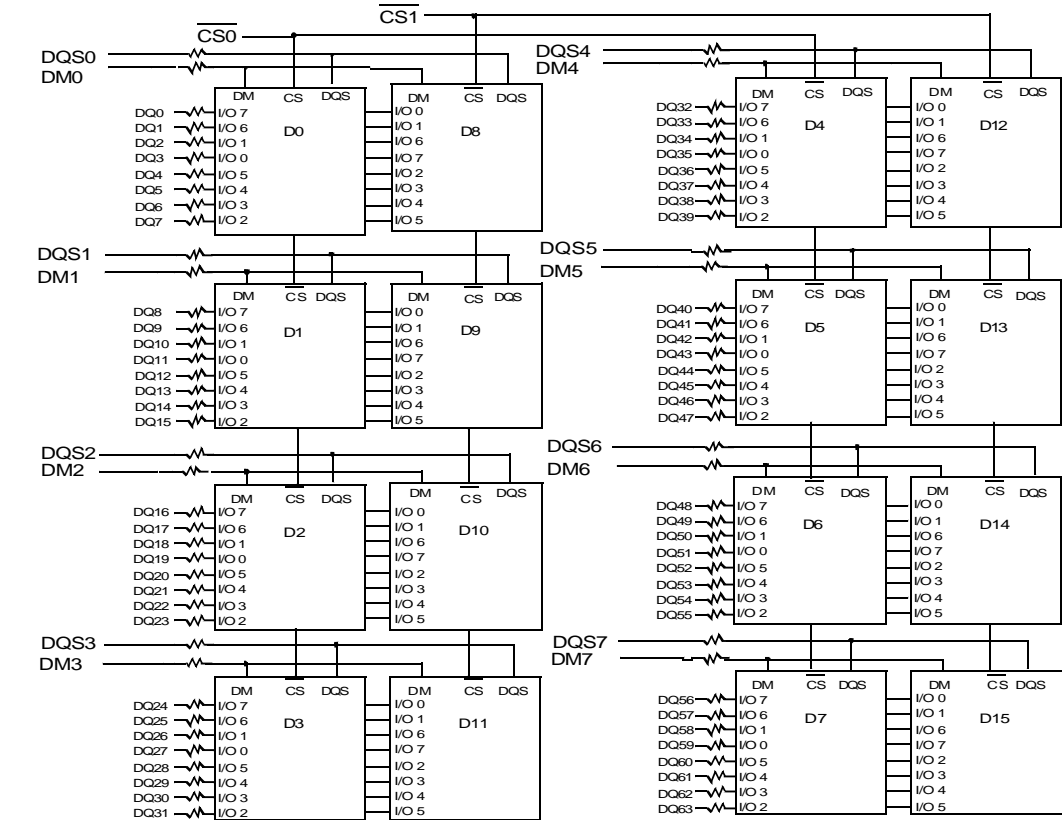 CS1
CS0
DQS0
DM0
DM CS DQS
DM CS DQS
D0
D8
DQ0 I/O 7 I/O 0
DQ1 I/O 6 I/O 1
DQ2 I/O 1 I/O 6
DQ3 I/O 0 I/O 7
DQ4 I/O 5 I/O 2
DQ5 I/O 4 I/O 3
DQ6 I/O 3 I/O 4
DQ7 I/O 2 I/O 5
DQS1
DM1
DM CS DQS
DM CS DQS
D1
D9
DQ8 I/O 7 I/O 0
DQ9 I/O 6 I/O 1
DQ10 I/O 1 I/O 6
DQ11 I/O 0 I/O 7
DQ12 I/O 5 I/O 2
DQ13 I/O 4 I/O 3
DQ14 I/O 3 I/O 4
DQ15 I/O 2 I/O 5
DQS2
DM2
DM CS DQS
DM CS DQS
D2
D10
DQ16 I/O 7 I/O 0
DQ17 I/O 6 I/O 1
DQ18 I/O 1 I/O 6
DQ19 I/O 0 I/O 7
DQ20 I/O 5 I/O 2
DQ21 I/O 4 I/O 3
DQ22 I/O 3 I/O 4
DQ23 I/O 2 I/O 5
DQS3
DM3
DM CS DQS
DM CS DQS
D3
D11
DQ24 I/O 7 I/O 0
DQ25 I/O 6 I/O 1
DQ26 I/O 1 I/O 6
DQ27 I/O 0 I/O 7
DQ28 I/O 5 I/O 2
DQ29 I/O 4 I/O 3
DQ30 I/O 3 I/O 4
DQ31 I/O 2 I/O 5
DQS4
DM4
DM CS DQS
DM CS DQS
D4
D12
DQ32 I/O 7 I/O 0
DQ33 I/O 6 I/O 1
DQ34 I/O 1 I/O 6
DQ35 I/O 0 I/O 7
DQ36 I/O 5 I/O 2
DQ37 I/O 4 I/O 3
DQ38 I/O 3 I/O 4
DQ39 I/O 2 I/O 5
DQS5
DM5
DM CS DQS
DM CS DQS
D5
D13
DQ40 I/O 7 I/O 0
DQ41 I/O 6 I/O 1
DQ42 I/O 1 I/O 6
DQ43 I/O 0 I/O 7
DQ44 I/O 5 I/O 2
DQ45 I/O 4 I/O 3
DQ46 I/O 3 I/O 4
DQ47 I/O 2 I/O 5
DQS6
DM6
DM CS DQS
DM CS DQS
D6
D14
DQ48 I/O 7 I/O 0
DQ49 I/O 6 I/O 1
DQ50 I/O 1 I/O 6
DQ51 I/O 0 I/O 7
DQ52 I/O 5 I/O 2
DQ53 I/O 4 I/O 3
DQ54 I/O 3 I/O 4
DQ55 I/O 2 I/O 5
DQS7
DM7
DM CS DQS
DM CS DQS
D7
D15
DQ56 I/O 7 I/O 0
DQ57 I/O 6 I/O 1
DQ58 I/O 1 I/O 6
DQ59 I/O 0 I/O 7
DQ60 I/O 5 I/O 2
DQ61 I/O 4 I/O 3
DQ62 I/O 3 I/O 4
DQ63 I/O 2 I/O 5